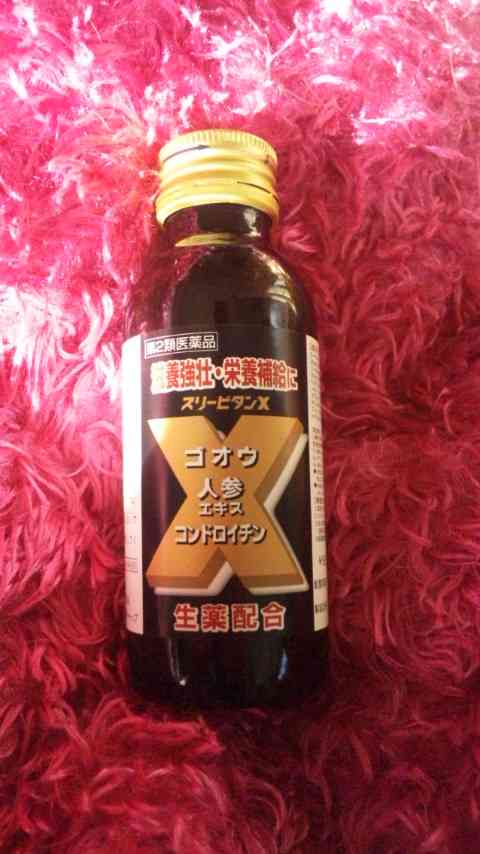 第2類医薬品
滋養強壮・栄養補給に
スリービタンX
X
ゴオウ
人参
エキス
コンドロイチン
生薬配合